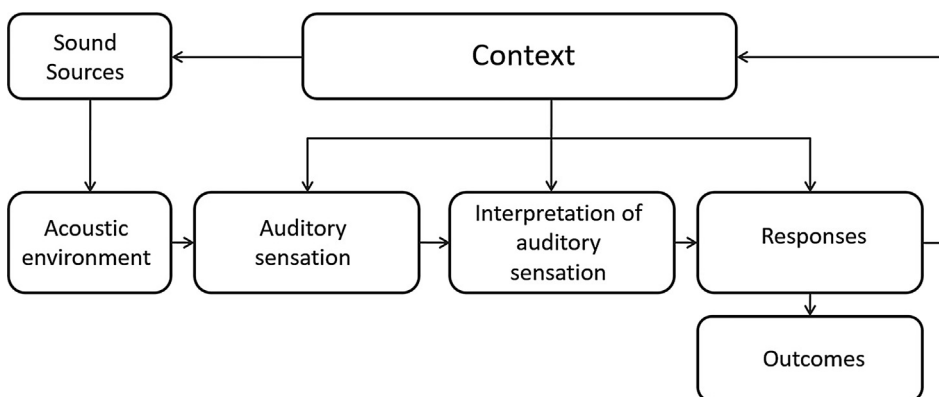 Sound
Sources
Context
Acoustic
environment
Auditory
sensation
Interpretation of
auditory
sensation
Responses
Outcomes